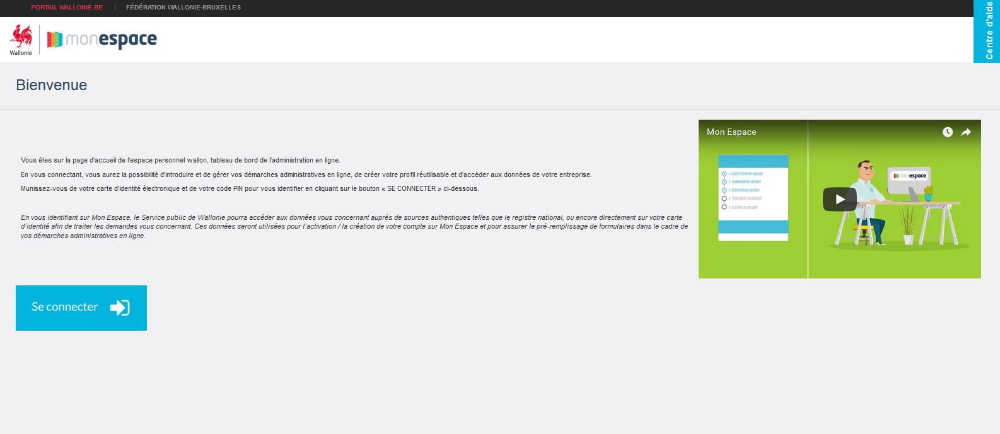 PORTAIL WALLONIE.BE | FÉDÉRATION WALLONIE-BRUXELLES
Centre d'aide
Wallonie
monespace
Bienvenue
Mon Espace
Vous êtes sur la page d'accueil de l'espace personnel wallon, tableau de bord de l'administration en ligne.
En vous connectant, vous aurez la possibilité d'introduire et de gérer vos démarches administratives en ligne, de créer votre profil réutilisable et d'accéder aux données de votre entreprise.
Munissez-vous de votre carte d'identité électronique et de votre code PIN pour vous identifier en cliquant sur le bouton « SE CONNECTER » ci-dessous.
En vous identifiant sur Mon Espace, le Service public de Wallonie pourra accéder aux données vous concernant auprès de sources authentiques telles que le registre national, ou encore directement sur votre carte
d'identité afin de traiter les demandes vous concernant. Ces données seront utilisées pour l'activation / la création de votre compte sur Mon Espace et pour assurer le pré-remplissage de formulaires dans le cadre de
vos démarches administratives en ligne.
1- CONSTITUTION DU DOSSIER
2- SOUMISSION DU DOSSIER
3- RÉCEPTION DU DOSSIER
4- TRAITEMENT DU DOSSIER
5- CLÔTURE DU DOSSIER
monespace
Se connecter